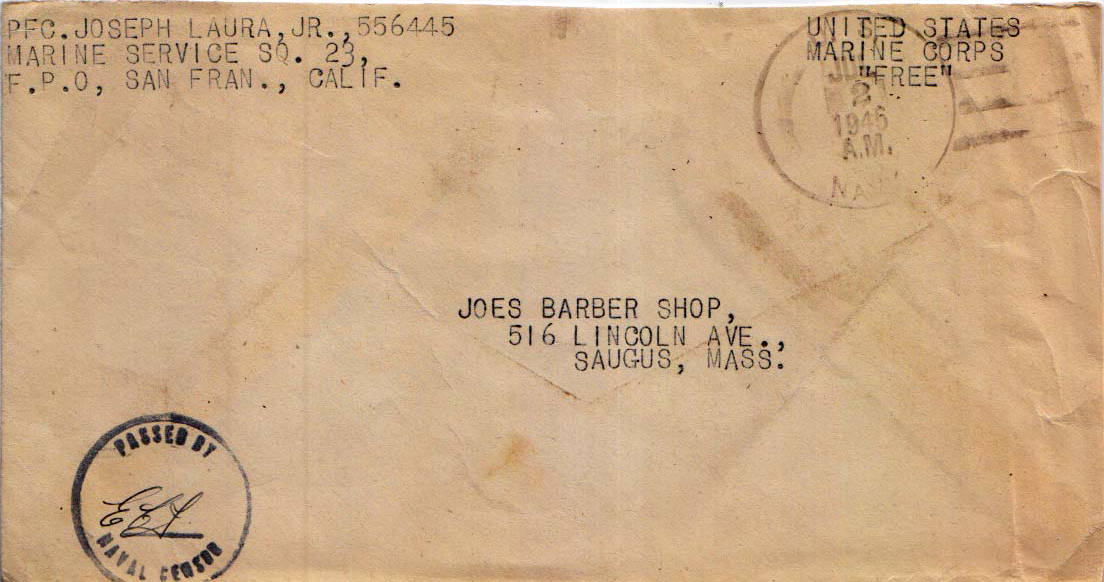 PFC. JOSEPH LAURA, JR., 556445
MARINE SERVICE SQ. 23,
F.P.O, SAN FRAN., CALIF.
UNITED STATES
MARINE CORPS
"FREE"
2
1945
A.M.
NAVY
JOES BARBER SHOP,
516 LINCOLN AVE.,
SAUGUS, MASS.
PASSED BY
NAVAL CENSOR